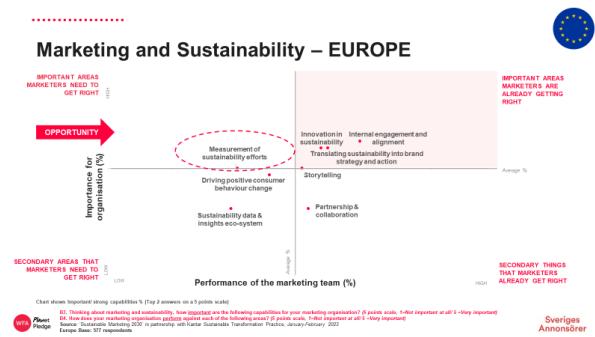 Marketing and Sustainability – EUROPE
IMPORTANT AREAS
MARKETERS NEED TO
GET RIGHT
HIGH
IMPORTANT AREAS
MARKETERS ARE
ALREADY GETTING
RIGHT
OPPORTUNITY
Innovation in
sustainability
Internal engagement and
alignment
Measurement of
sustainability efforts
Translating sustainability into brand
strategy and action
Importance for
organisation (%)
Average %
Storytelling
Driving positive consumer
behaviour change
Partnership &
collaboration
Sustainability data &
insights eco-system
Average %
SECONDARY AREAS THAT
MARKETERS NEED TO
GET RIGHT
LOW
LOW
Performance of the marketing team (%)
HIGH
SECONDARY THINGS
THAT MARKETERS
ALREADY GET RIGHT
Chart shows Important/ strong capabilities % (Top 2 answers on a 5 points scale)
WFA
Planet
Pledge
B3. Thinking about marketing and sustainability, how important are the following capabilities for your marketing organisation? (5 points scale, 1=Not important at all/ 5 =Very important)
B4. How does your marketing organisation perform against each of the following areas? (5 points scale, 1=Not important at all/ 5 =Very important)
Source: 'Sustainable Marketing 2030' in partnership with Kantar Sustainable Transformation Practice, January-February 2023
Europe Base: 577 respondents
Sveriges
Annonsörer